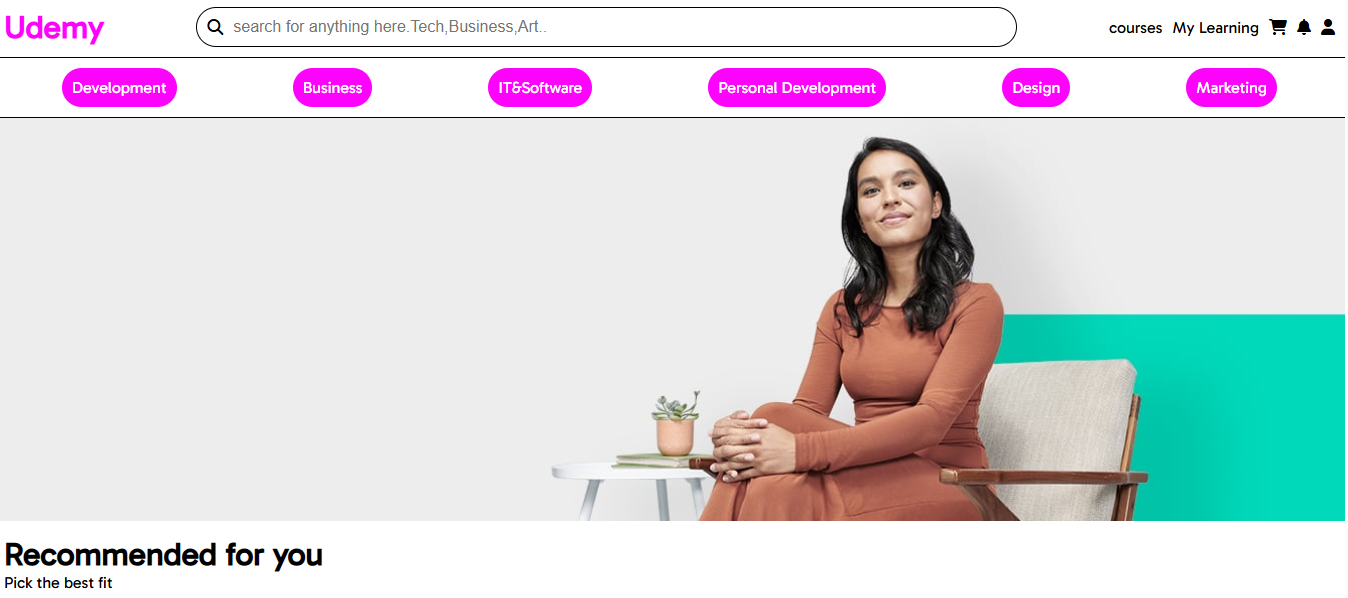 Udemy
search for anything here.Tech,Business,Art..
courses My Learning
Development Business IT&Software Personal Development Design Marketing
Recommended for you
Pick the best fit